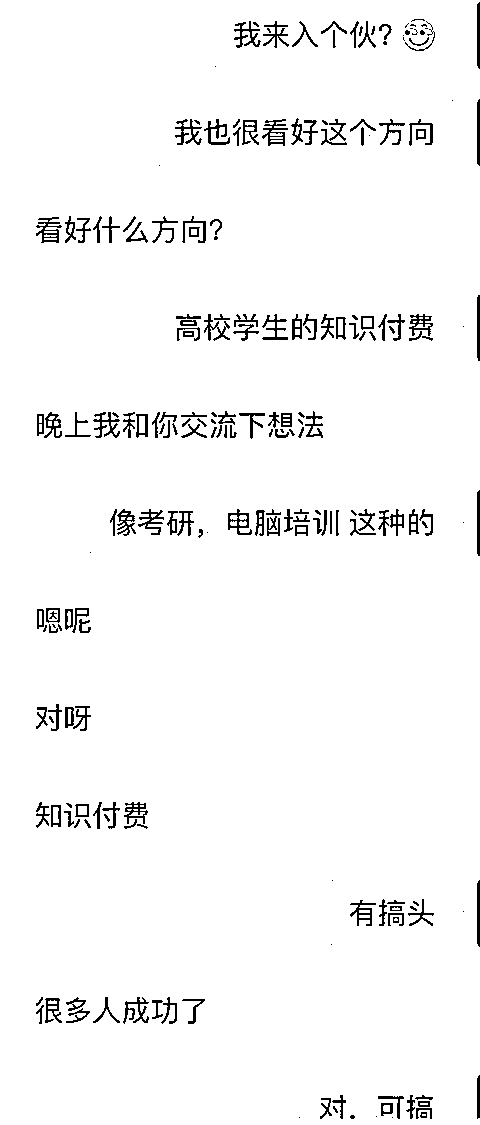 我来入个伙？
我也很看好这个方向
看好什么方向？
高校学生的知识付费
晚上我和你交流下想法
像考研，电脑培训 这种的
嗯呢
对呀
知识付费
有搞头
很多人成功了
对．可搞